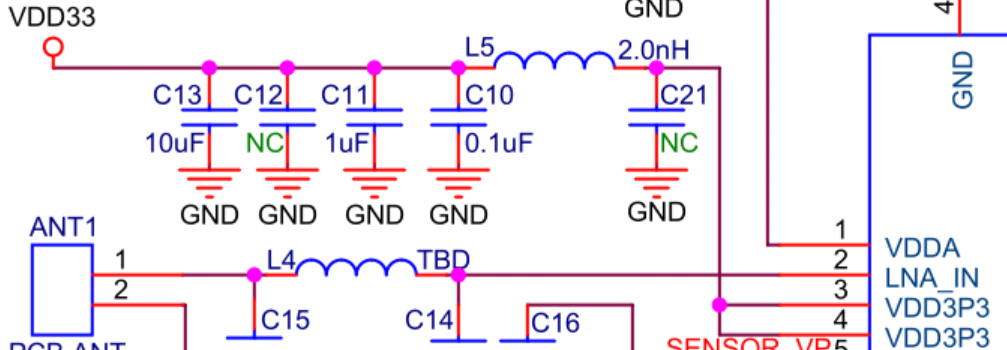 GND
VDD33
4
L5
2.0nH
C13
C12
C11
C10
C21
GND
10uF
NC
1uF
0.1uF
NC
GND
GND
GND
GND
GND
ANT1
1
VDDA
1
L4
TBD
2
LNA_IN
2
3
VDD3P3
C15
C14
C16
4
VDD3P3
PCB ANT
SENSOR_VP
5